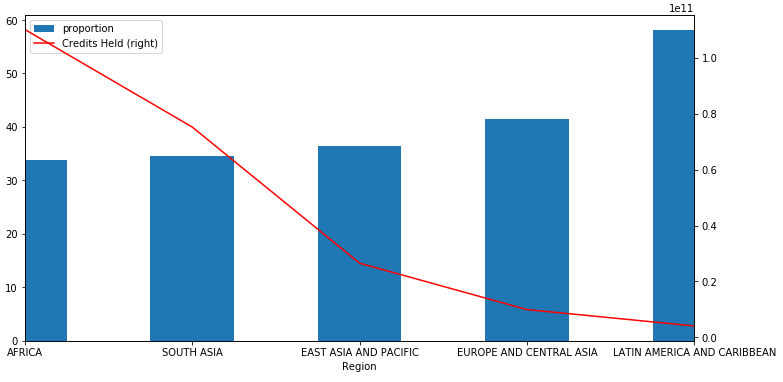 1e11
proportion
Credits Held (right)
60
50
40
30
20
10
0
1.0
0.8
0.6
0.4
0.2
0.0
AFRICA
SOUTH ASIA
EAST ASIA AND PACIFIC
EUROPE AND CENTRAL ASIA
LATIN AMERICA AND CARIBBEAN
Region